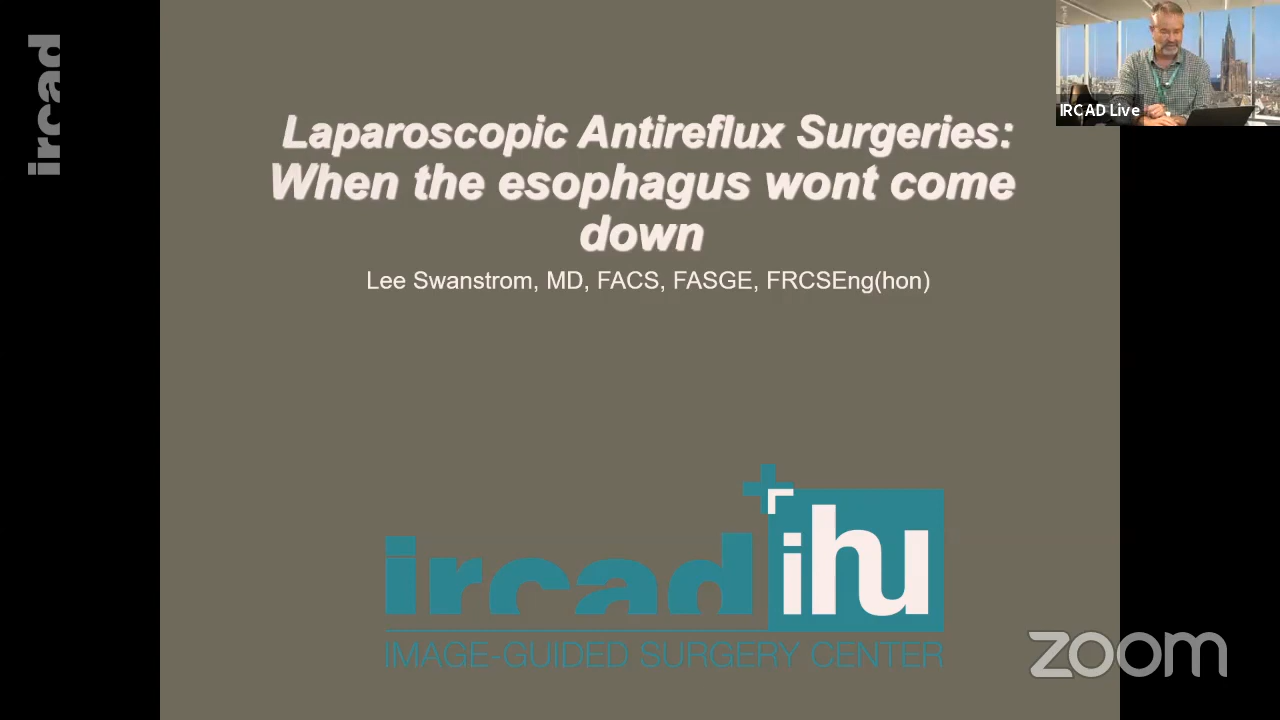 ircad
IRCAD Live
Laparoscopic Antireflux Surgeries:
When the esophagus wont come
down
Lee Swanstrom, MD, FACS, FASGE, FRCSEng(hon)
ircad ihu
IMAGE-GUIDED SURGERY CENTER
zoom